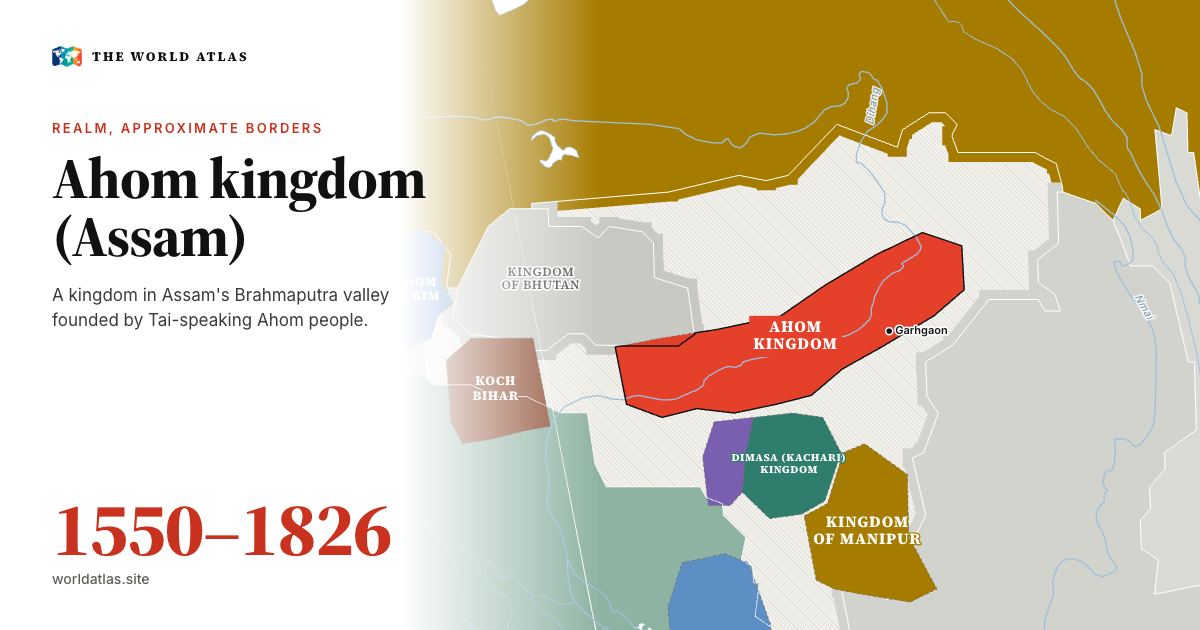 THE WORLD ATLAS
REALM, APPROXIMATE BORDERS
Ahom kingdom
(Assam)
A kingdom in Assam's Brahmaputra valley
founded by Tai-speaking Ahom people.
1550–1826
worldatlas.site
Dihang
KINGDOM
OF BHUTAN
AHOM
KINGDOM
Garhgaon
Nmai
KOCH
BIHAR
DIMASA (KACHARI)
KINGDOM
KINGDOM
OF MANIPUR